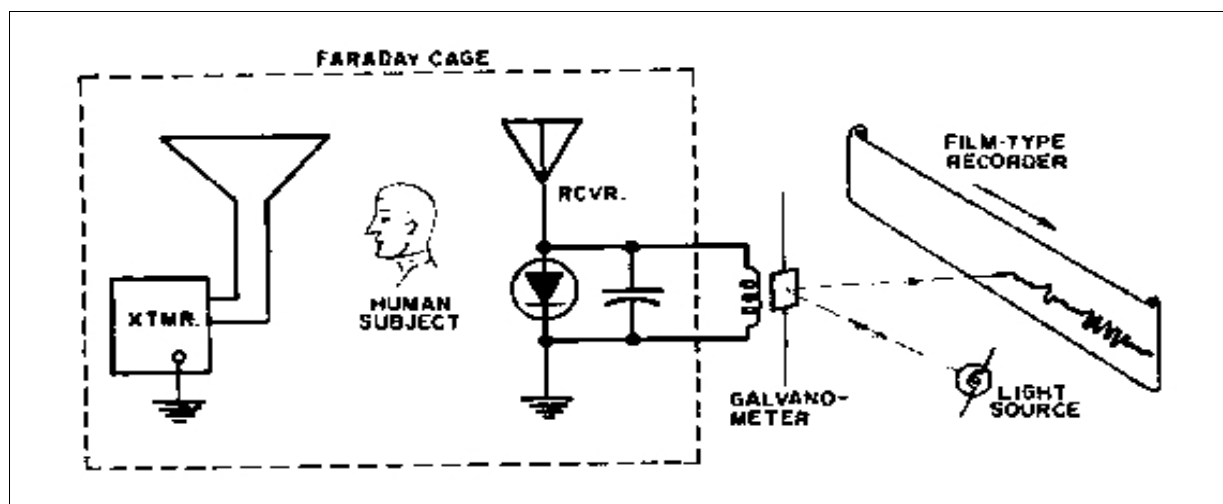 FARADAY CAGE
FILM-TYPE
RECORDER
RCVR.
XTMR.
HUMAN
SUBJECT
GALVANO-
METER
LIGHT
SOURCE